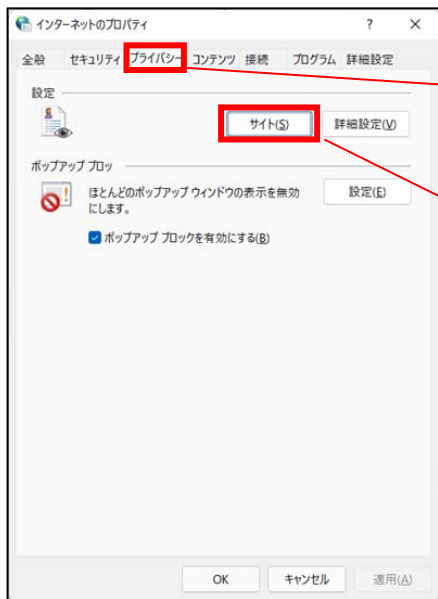 インターネットのプロパティ ? ×
全般 セキュリティ プライバシー コンテンツ 接続 プログラム 詳細設定
設定
サイト(S) 詳細設定(V)
ポップアップ ブロッ
ほとんどのポップアップ ウィンドウの表示を無効
にします。
設定(E)
ポップアップ ブロックを有効にする(B)
OK キャンセル 適用(A)